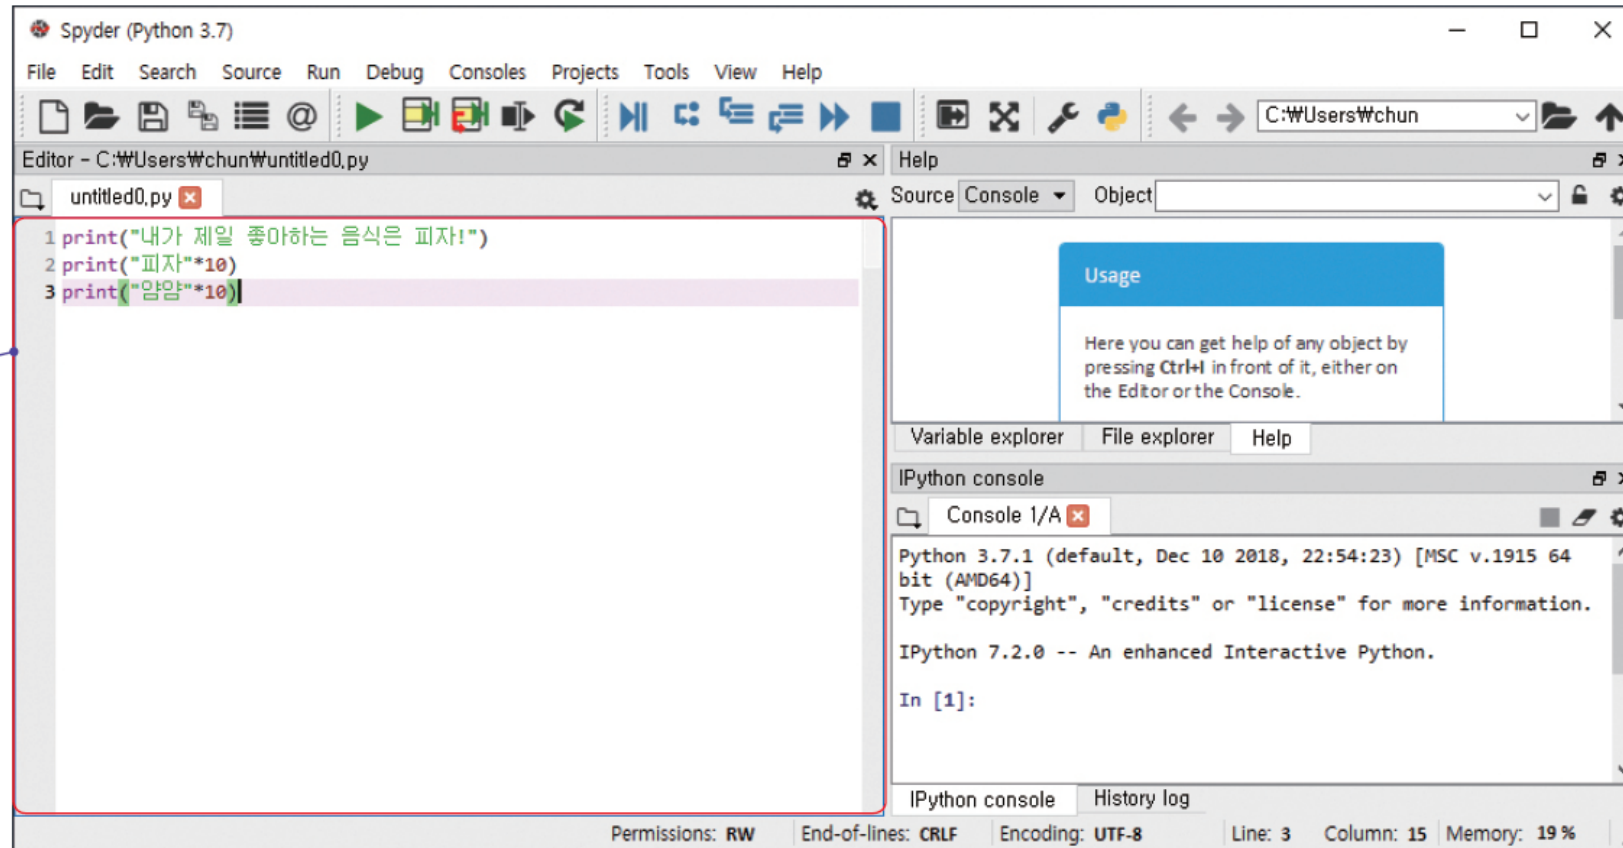 Spyder (Python 3.7)
File Edit Search Source Run Debug Consoles Projects Tools View Help
C:₩Users₩chun
Editor - C:₩Users₩chun₩untitled0.py
untitled0.py
1 print("내가 제일 좋아하는 음식은 피자!")
2 print("피자"*10)
3 print("얌얌"*10)
Help
Source Console Object
Usage
Here you can get help of any object by
pressing Ctrl+I in front of it, either on
the Editor or the Console.
Variable explorer File explorer Help
IPython console
Console 1/A
Python 3.7.1 (default, Dec 10 2018, 22:54:23) [MSC v.1915 64
bit (AMD64)]
Type "copyright", "credits" or "license" for more information.
IPython 7.2.0 -- An enhanced Interactive Python.
In [1]:
IPython console History log
Permissions: RW End-of-lines: CRLF Encoding: UTF-8 Line: 3 Column: 15 Memory: 19 %